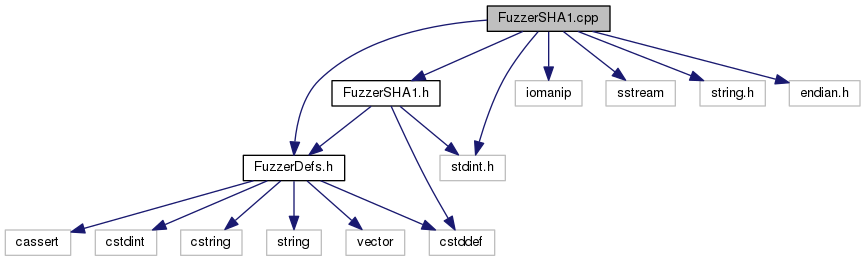 FuzzerSHA1.cpp
FuzzerSHA1.h
iomanip
sstream
string.h
endian.h
FuzzerDefs.h
stdint.h
cassert
cstdint
cstring
string
vector
cstddef